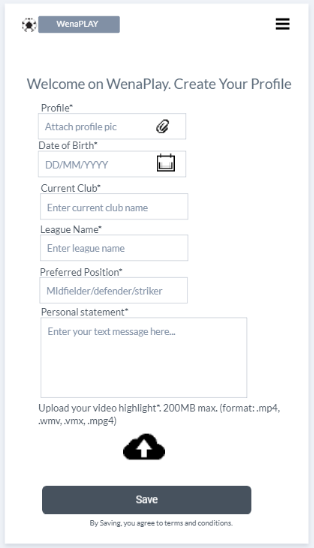 WenaPLAY
Welcome on WenaPlay. Create Your Profile
Profile*
Attach profile pic
Date of Birth*
DD/MM/YYYY
Current Club*
Enter current club name
League Name*
Enter league name
Preferred Position*
MIdfielder/defender/striker
Personal statement*
Enter your text message here...
Upload your video highlight*. 200MB max. (format: .mp4,
.wmv, .vmx, .mpg4)
Save
By Saving, you agree to terms and conditions.